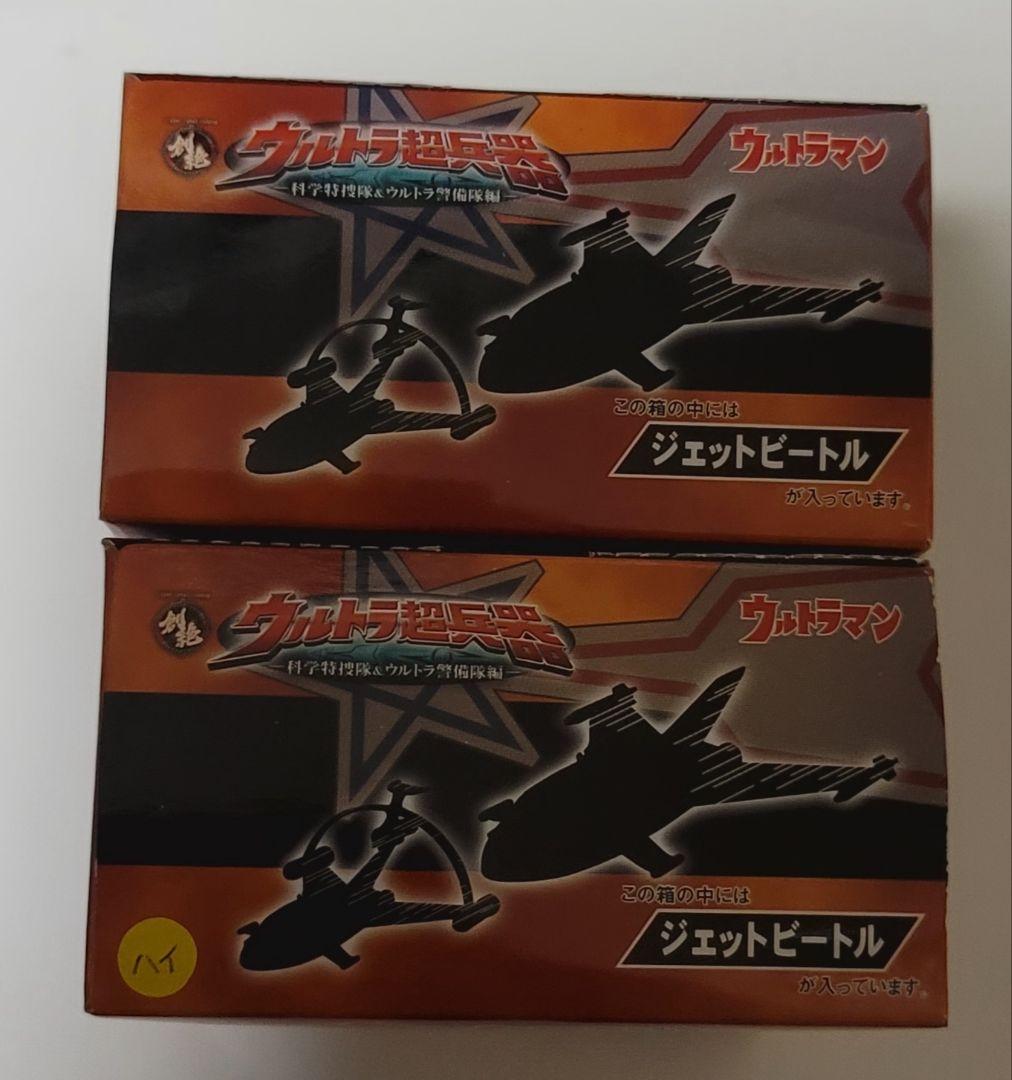 創絶
ウルトラ超兵器
科学特捜隊&ウルトラ警備隊編
ウルトラマン
この箱の中には
ジェットビートル
が入っています。
創絶
ウルトラ超兵器
科学特捜隊&ウルトラ警備隊編
ウルトラマン
この箱の中には
ジェットビートル
が入っています。
ハイ